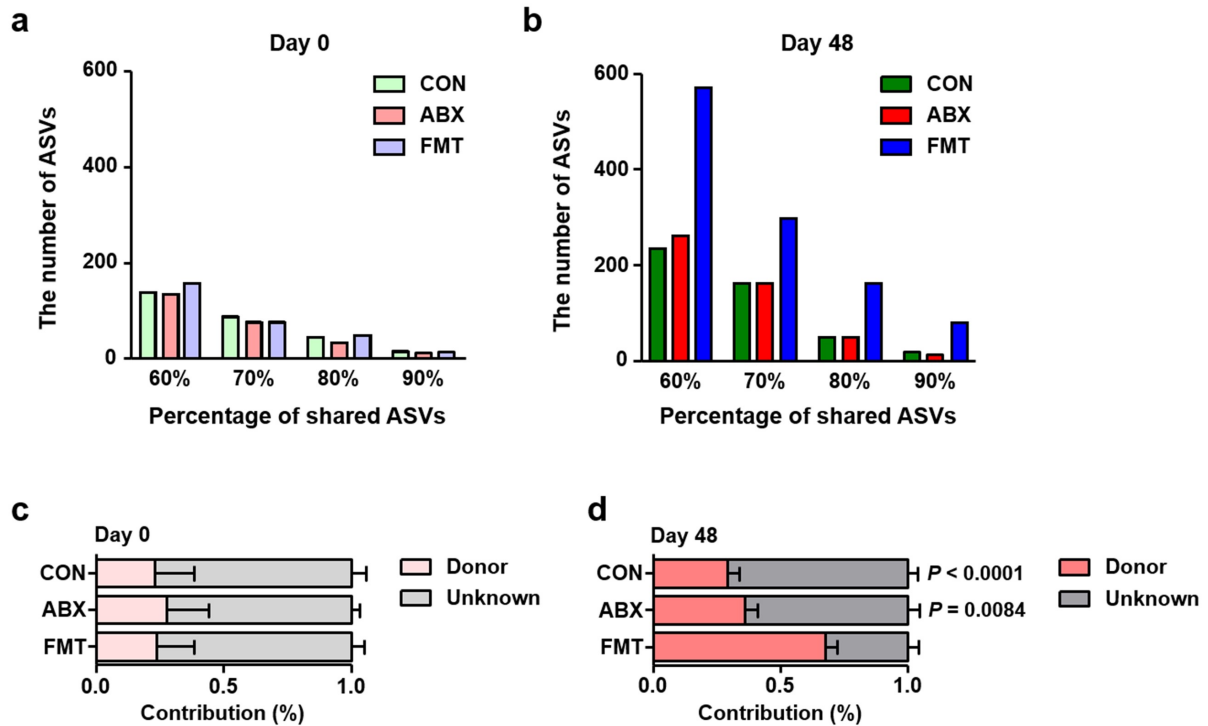 a
Day 0
600
400
200
0
The number of ASVs
CON
ABX
FMT
60% 70% 80% 90%
Percentage of shared ASVs
b
Day 48
600
400
200
0
The number of ASVs
CON
ABX
FMT
60% 70% 80% 90%
Percentage of shared ASVs
c
Day 0
CON
ABX
FMT
0.0 0.5 1.0
Contribution (%)
Donor
Unknown
d
Day 48
CON P < 0.0001
ABX P = 0.0084
FMT
0.0 0.5 1.0
Contribution (%)
Donor
Unknown